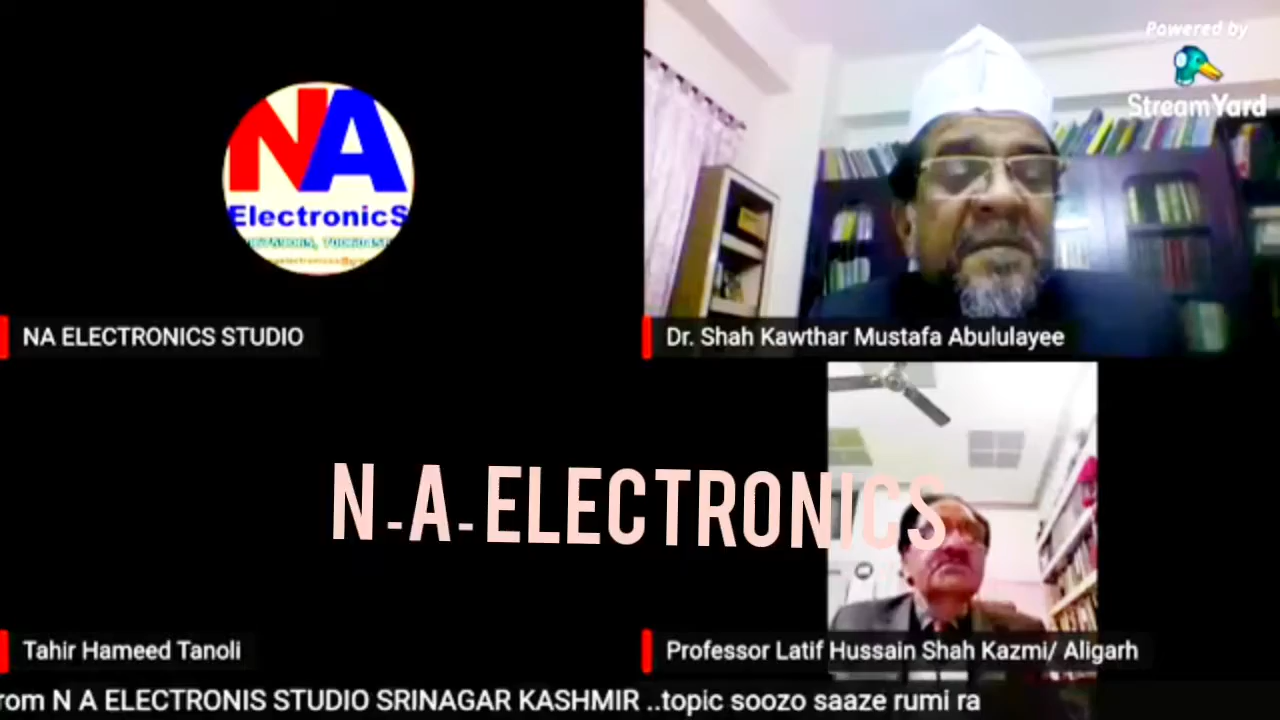 Powered by
StreamYard
NA
ElectronicS
NA ELECTRONICS STUDIO
Dr. Shah Kawthar Mustafa Abululayee
N-A-ELECTRONICS
Tahir Hameed Tanoli
Professor Latif Hussain Shah Kazmi/ Aligarh
rom N A ELECTRONIS STUDIO SRINAGAR KASHMIR ..topic soozo saaze rumi ra